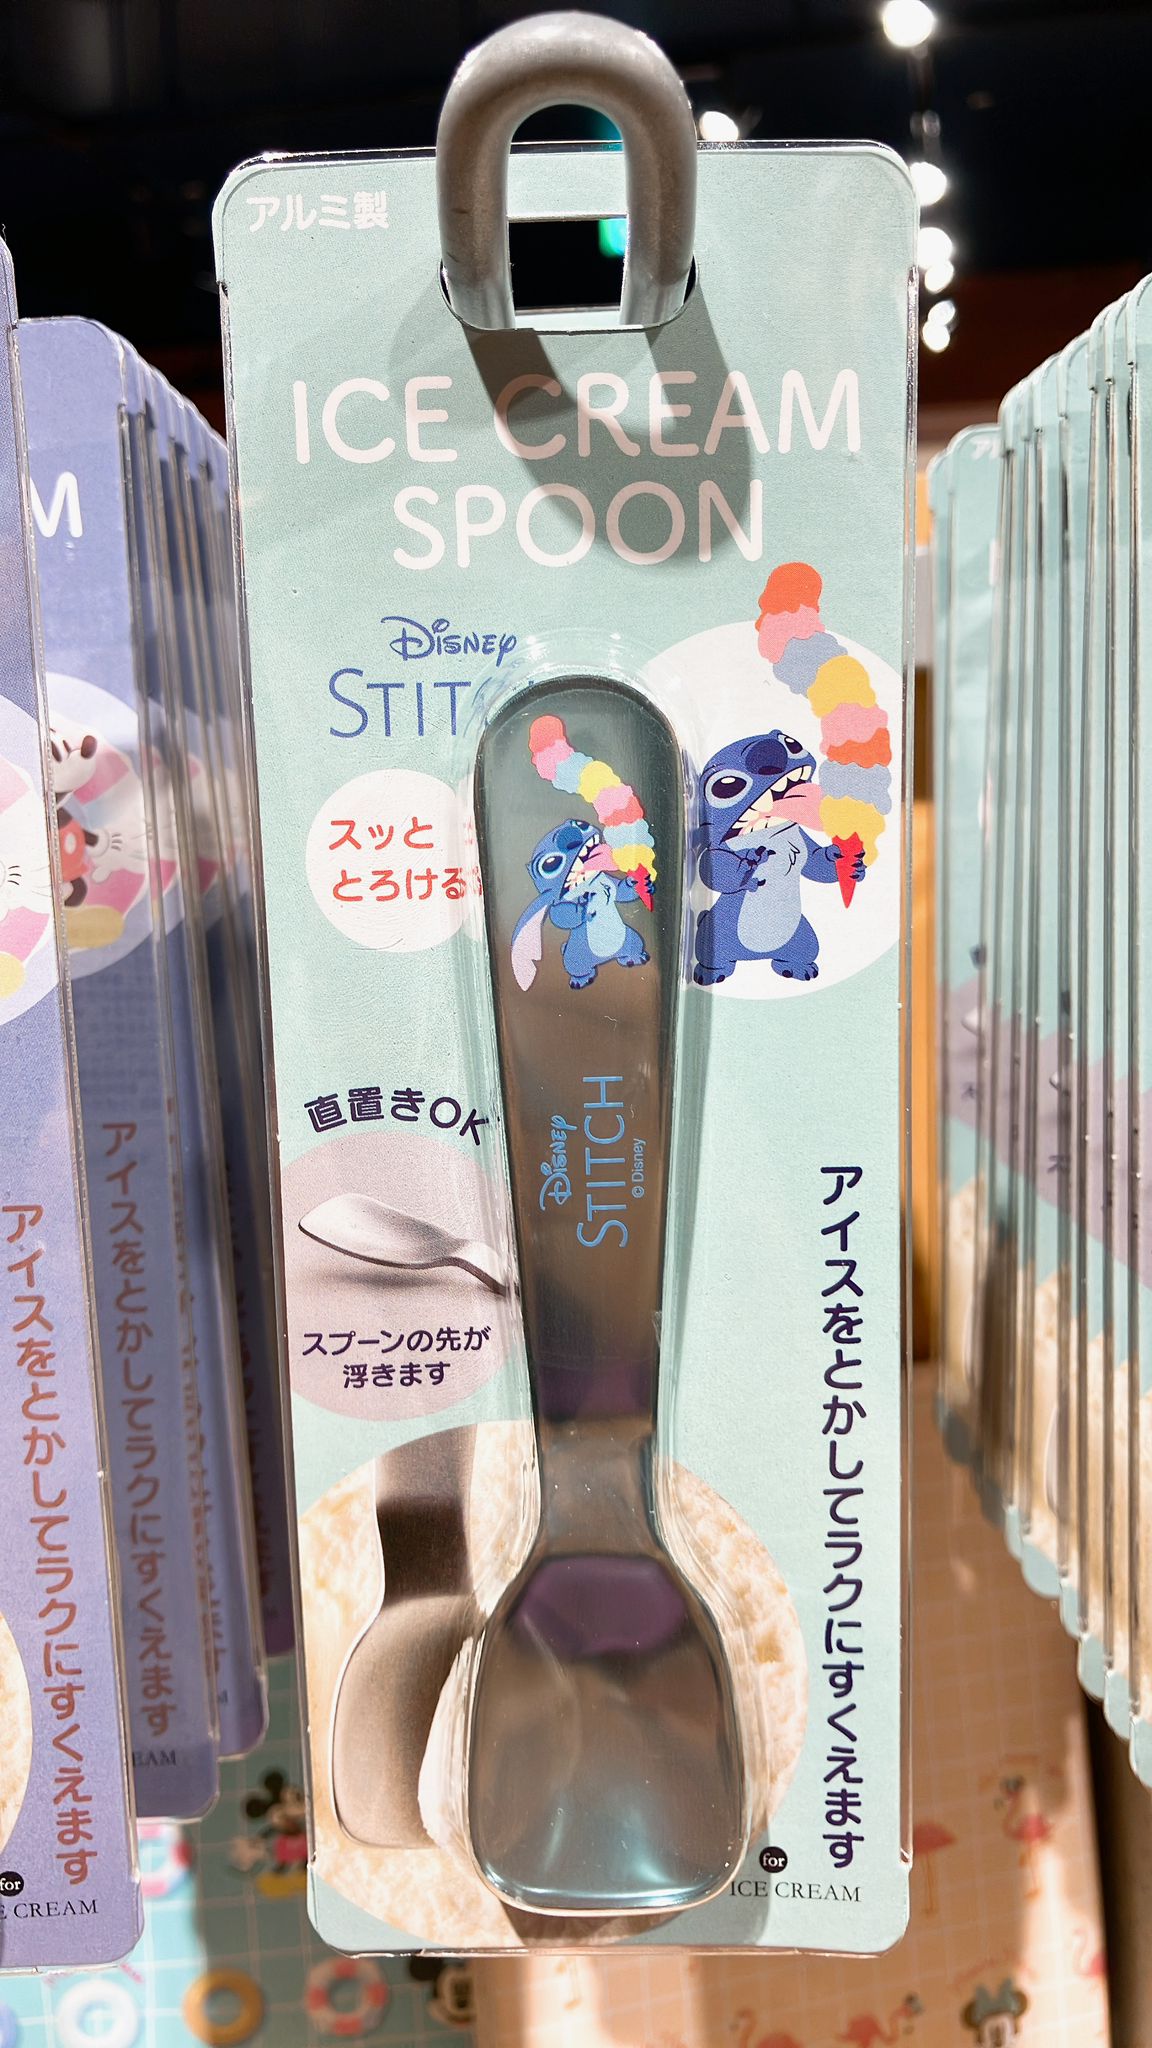 アルミ製
ICE CREAM
SPOON
Disney
STIT
スッと
とろける
Disney
STITCH
© Disney
直置きOK
スプーンの先が
浮きます
アイスをとかしてラクにすくえます
for
ICE CREAM
M
アイスをとかしてラクにすくえます
for
E CREAM
アイスをとかしてラクにすくえます
EAM